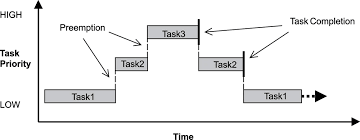 HIGH
Preemption
Task Completion
Task3
Task
Priority
Task2
Task2
LOW
Task1
Task1
Time